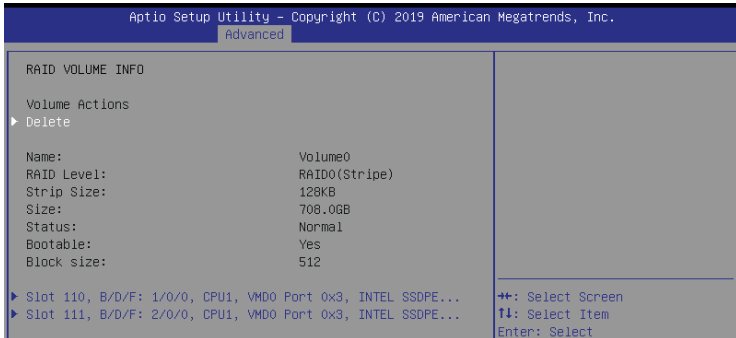 Aptio Setup Utility – Copyright (C) 2019 American Megatrends, Inc.
Advanced
RAID VOLUME INFO
Volume Actions
Delete
Name: Volume0
RAID Level: RAID0(Stripe)
Strip Size: 128KB
Size: 708.0GB
Status: Normal
Bootable: Yes
Block size: 512
Slot 110, B/D/F: 1/0/0, CPU1, VMD0 Port 0x3, INTEL SSDPE...
Slot 111, B/D/F: 2/0/0, CPU1, VMD0 Port 0x3, INTEL SSDPE...
→←: Select Screen
↑↓: Select Item
Enter: Select